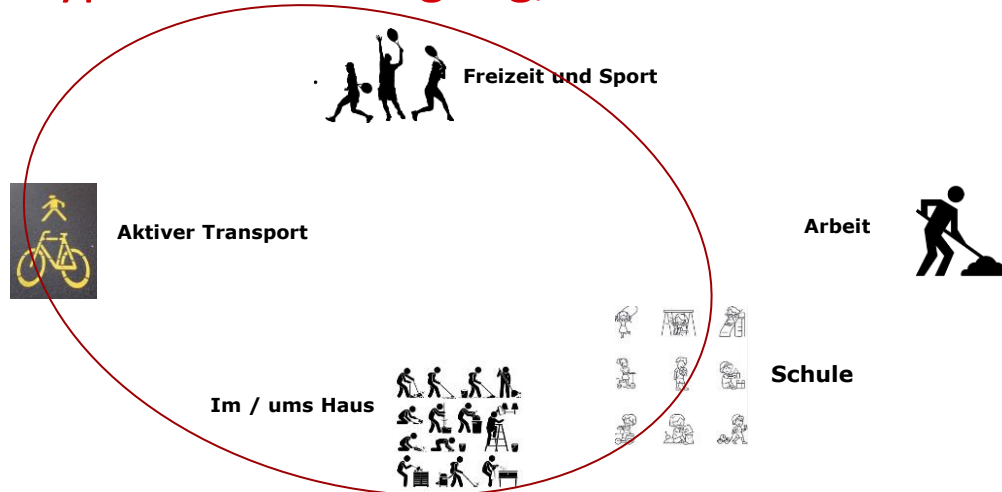 Freizeit und Sport
Aktiver Transport
Arbeit
Schule
Im / ums Haus